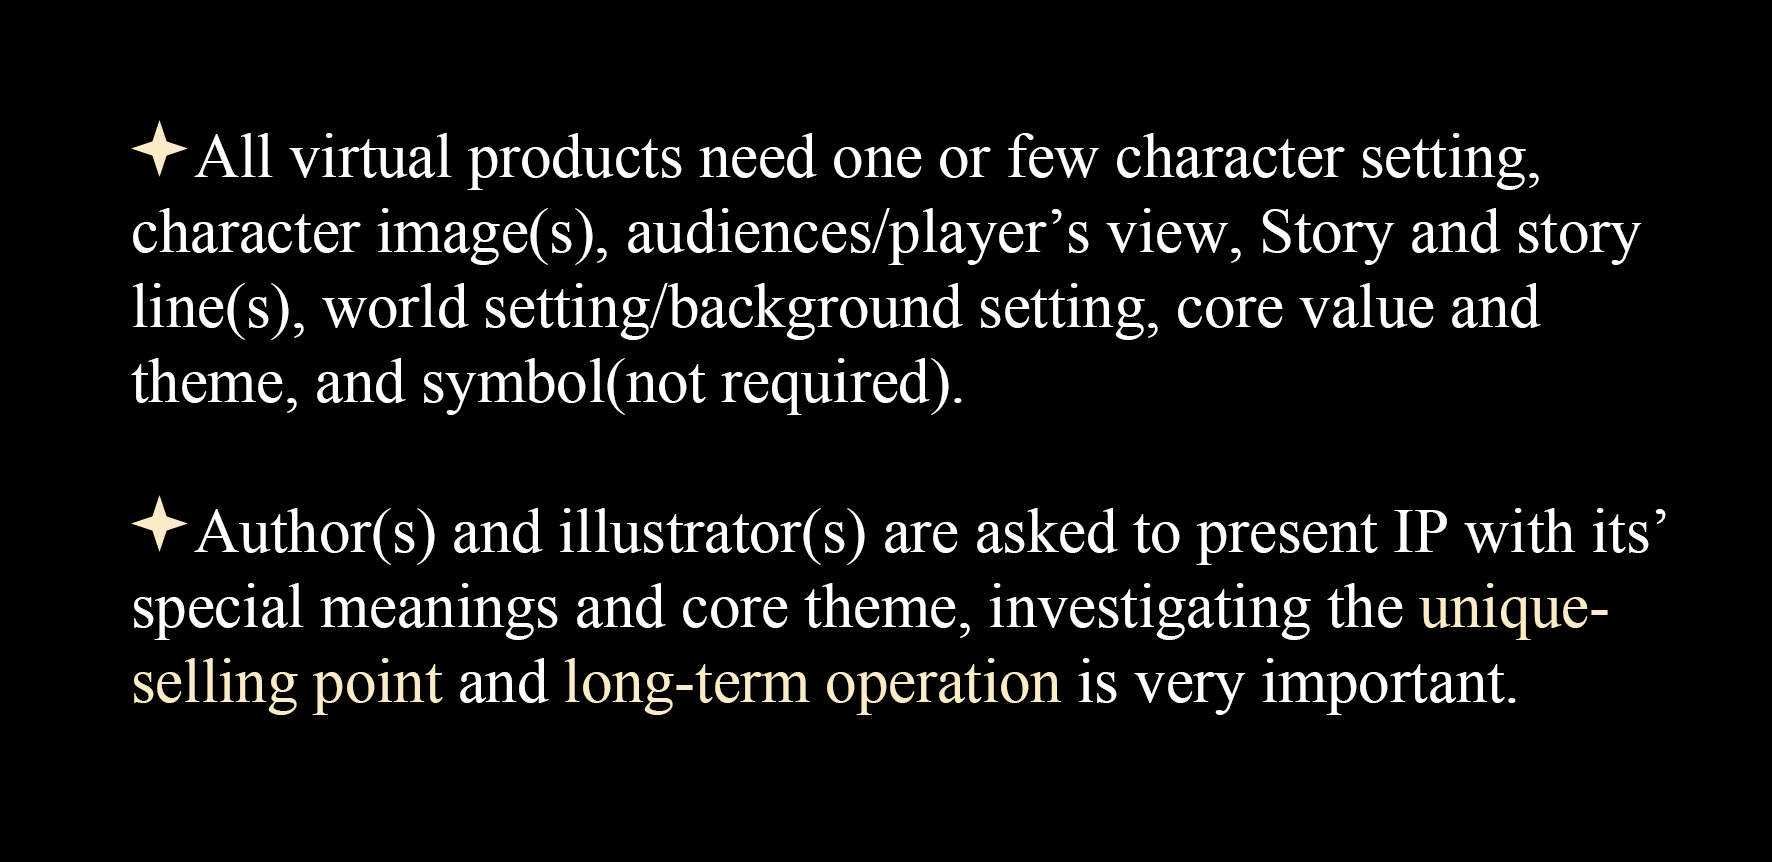 All virtual products need one or few character setting,
character image(s), audiences/player’s view, Story and story
line(s), world setting/background setting, core value and
theme, and symbol(not required).
Author(s) and illustrator(s) are asked to present IP with its’
special meanings and core theme, investigating the unique-
selling point and long-term operation is very important.